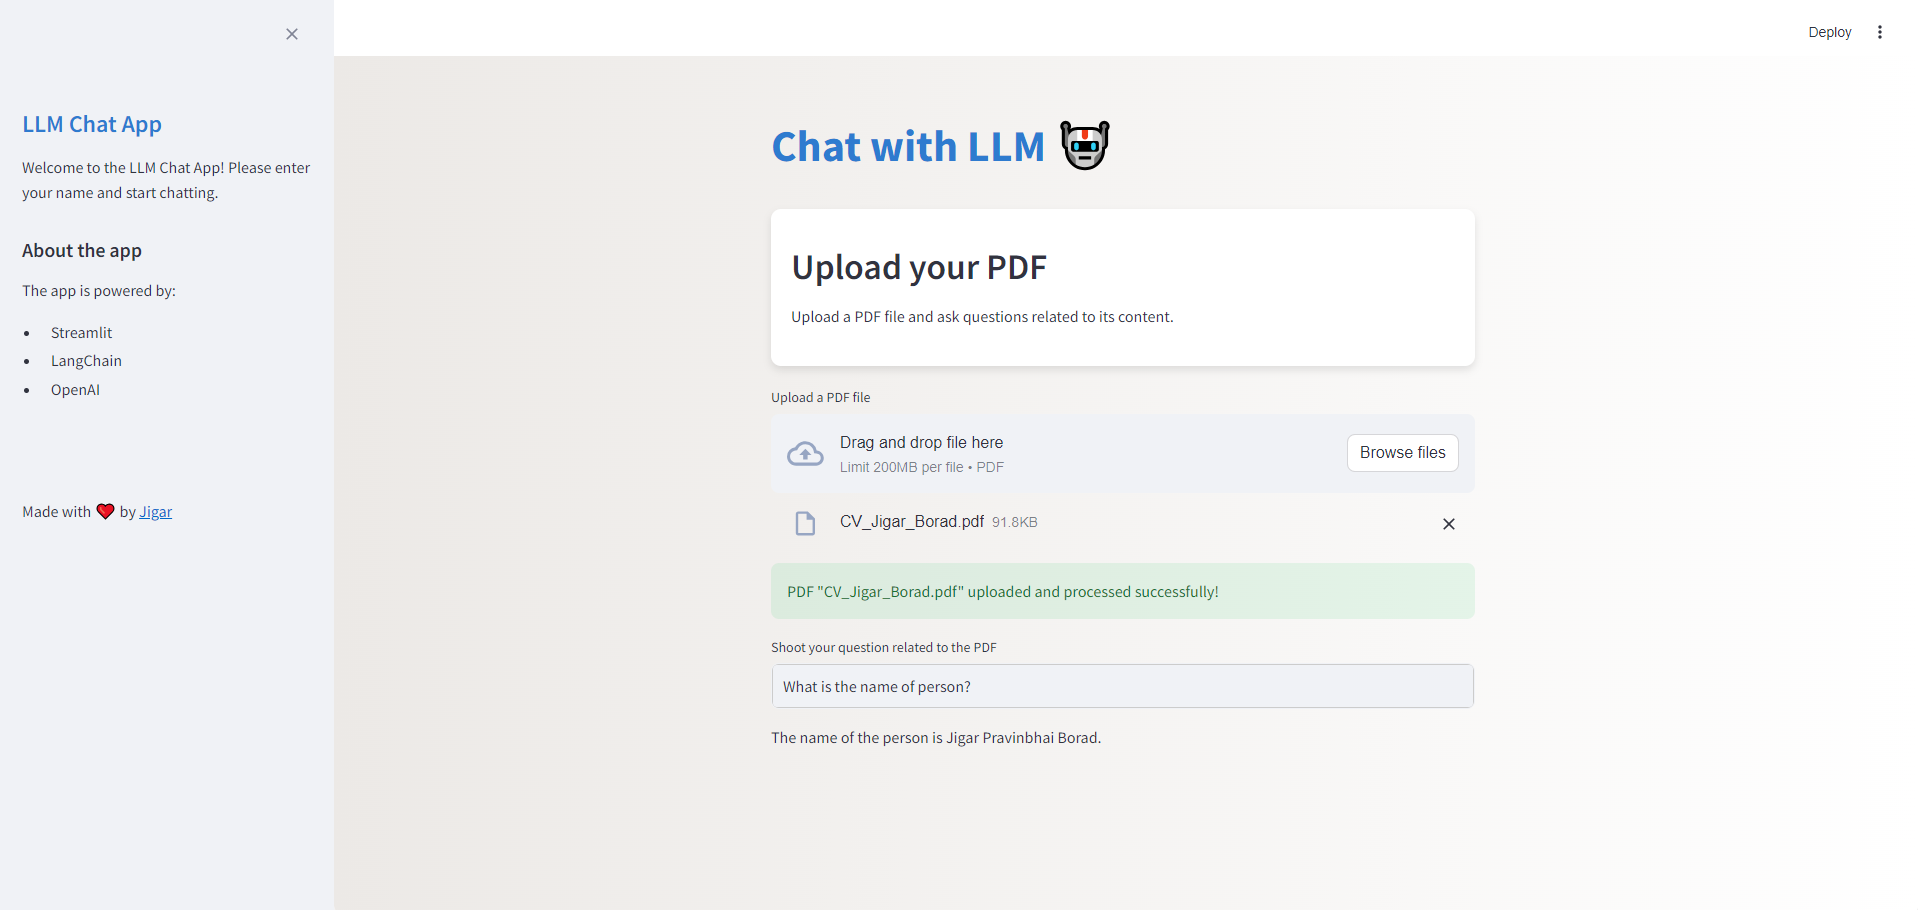 Deploy
LLM Chat App
Welcome to the LLM Chat App! Please enter
your name and start chatting.
About the app
The app is powered by:
Streamlit
LangChain
OpenAI
Made with ❤️ by Jigar
Chat with LLM 🤖
Upload your PDF
Upload a PDF file and ask questions related to its content.
Upload a PDF file
Drag and drop file here
Limit 200MB per file • PDF
Browse files
CV_Jigar_Borad.pdf 91.8KB
PDF "CV_Jigar_Borad.pdf" uploaded and processed successfully!
Shoot your question related to the PDF
What is the name of person?
The name of the person is Jigar Pravinbhai Borad.